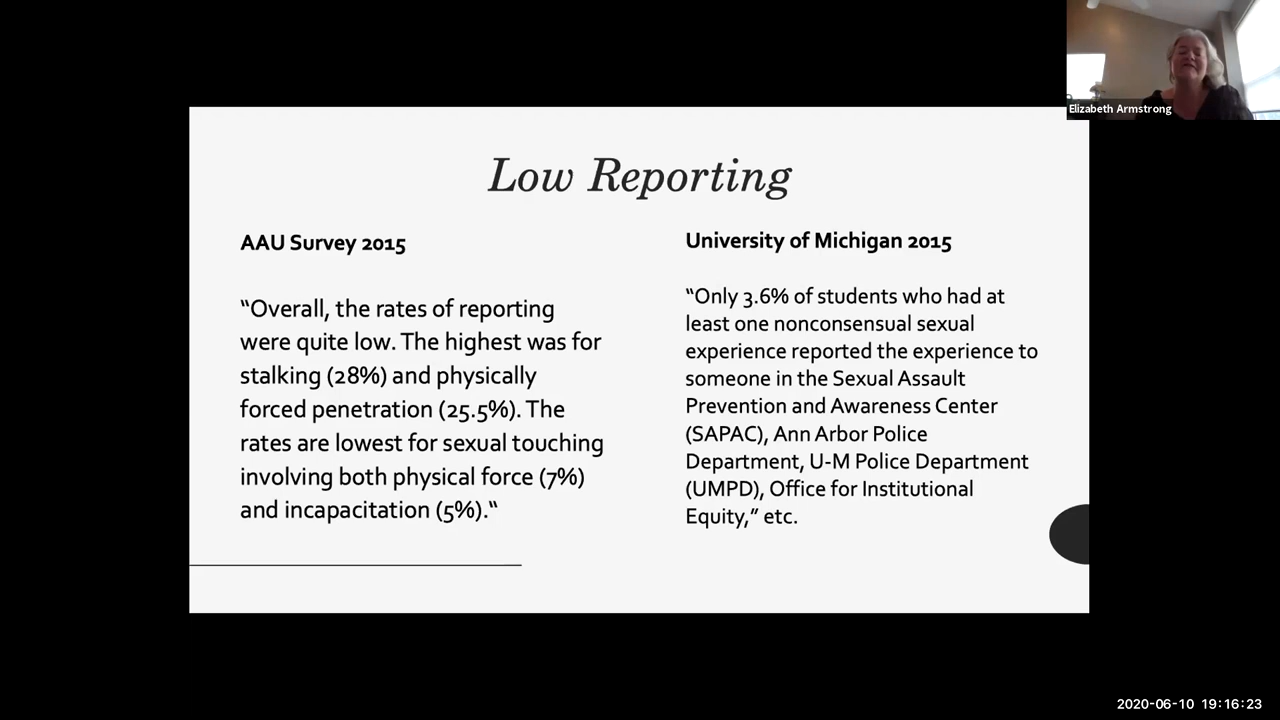 Elizabeth Armstrong
Low Reporting
AAU Survey 2015
“Overall, the rates of reporting
were quite low. The highest was for
stalking (28%) and physically
forced penetration (25.5%). The
rates are lowest for sexual touching
involving both physical force (7%)
and incapacitation (5%).“
University of Michigan 2015
“Only 3.6% of students who had at
least one nonconsensual sexual
experience reported the experience to
someone in the Sexual Assault
Prevention and Awareness Center
(SAPAC), Ann Arbor Police
Department, U-M Police Department
(UMPD), Office for Institutional
Equity,” etc.
2020-06-10 19:16:23